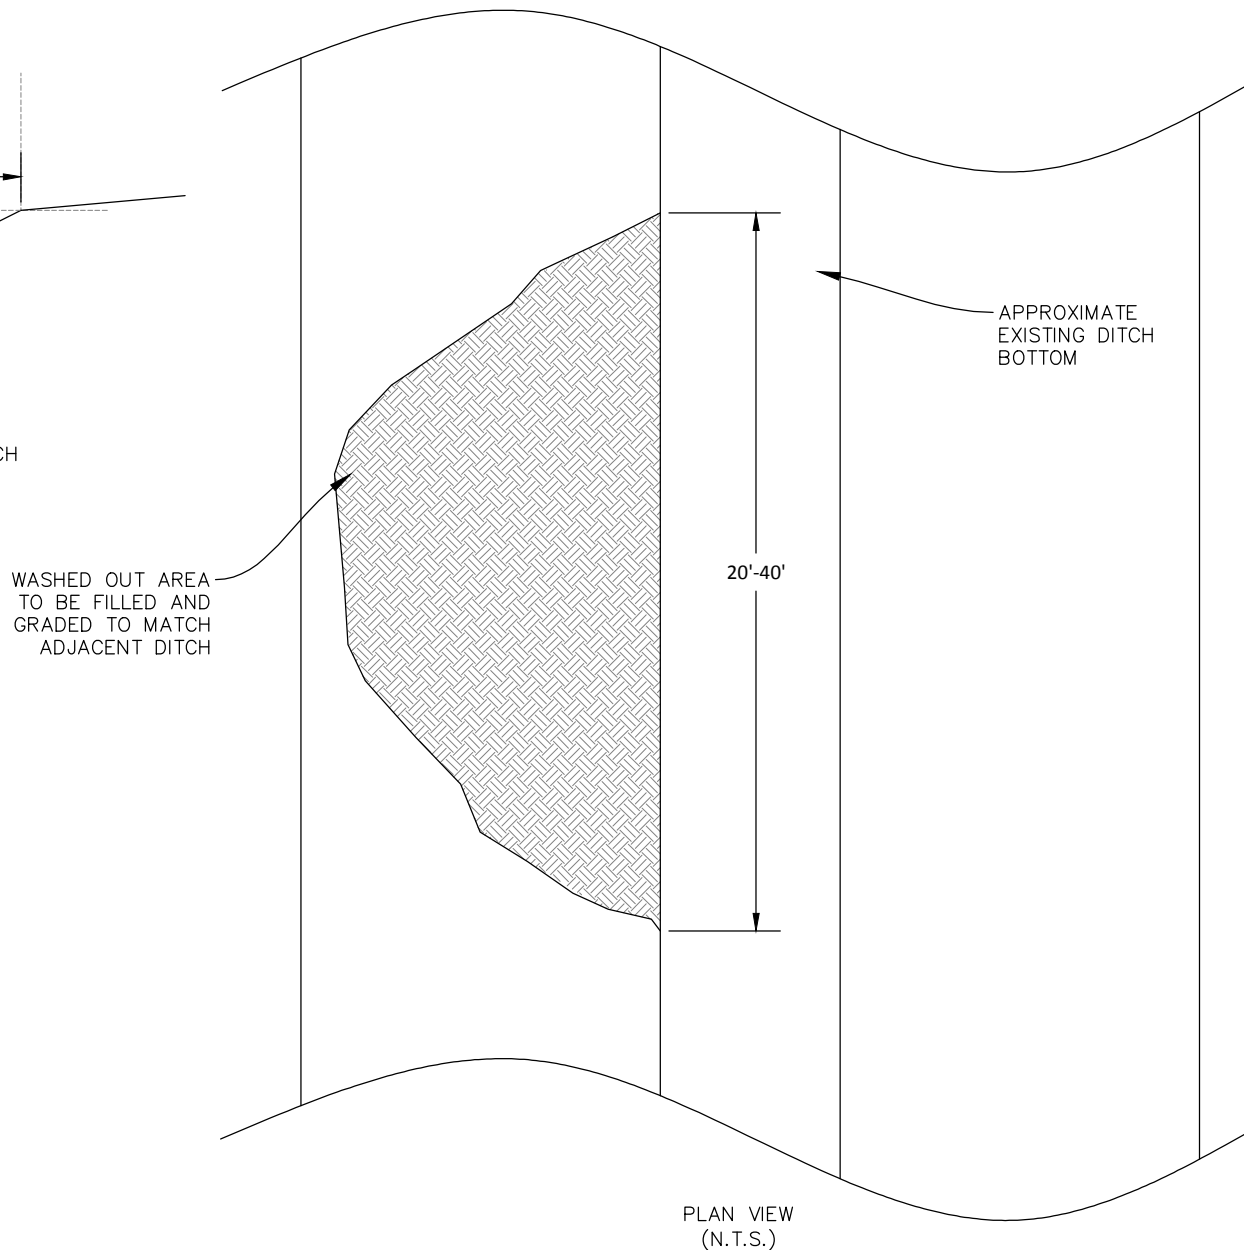 APPROXIMATE
EXISTING DITCH
BOTTOM
CH
WASHED OUT AREA
TO BE FILLED AND
GRADED TO MATCH
ADJACENT DITCH
20'-40'
PLAN VIEW
(N.T.S.)